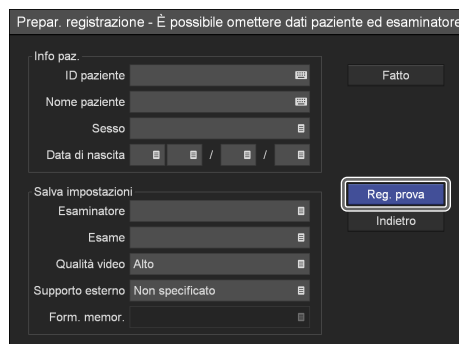 Prepar. registrazione - È possibile omettere dati paziente ed esaminatore
Info paz.
ID paziente
Fatto
Nome paziente
Sesso
Data di nascita / /
Salva impostazioni
Reg. prova
Esaminatore
Indietro
Esame
Qualità video Alto
Supporto esterno Non specificato
Form. memor.